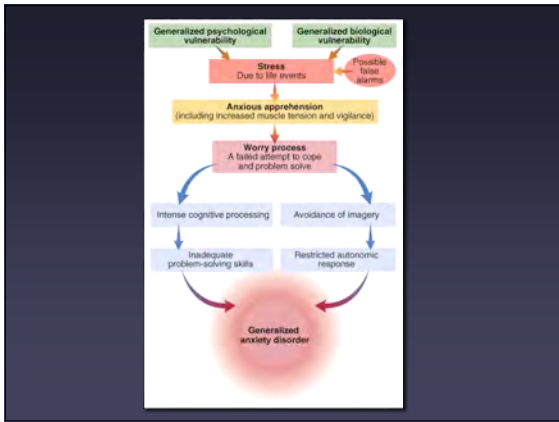 Generalized psychological
vulnerability
Generalized biological
vulnerability
Stress
Due to life events
Possible
false
alarms
Anxious apprehension
(including increased muscle tension and vigilance)
Worry process
A failed attempt to cope
and problem solve
Intense cognitive processing
Avoidance of imagery
Inadequate
problem-solving skills
Restricted autonomic
response
Generalized
anxiety disorder